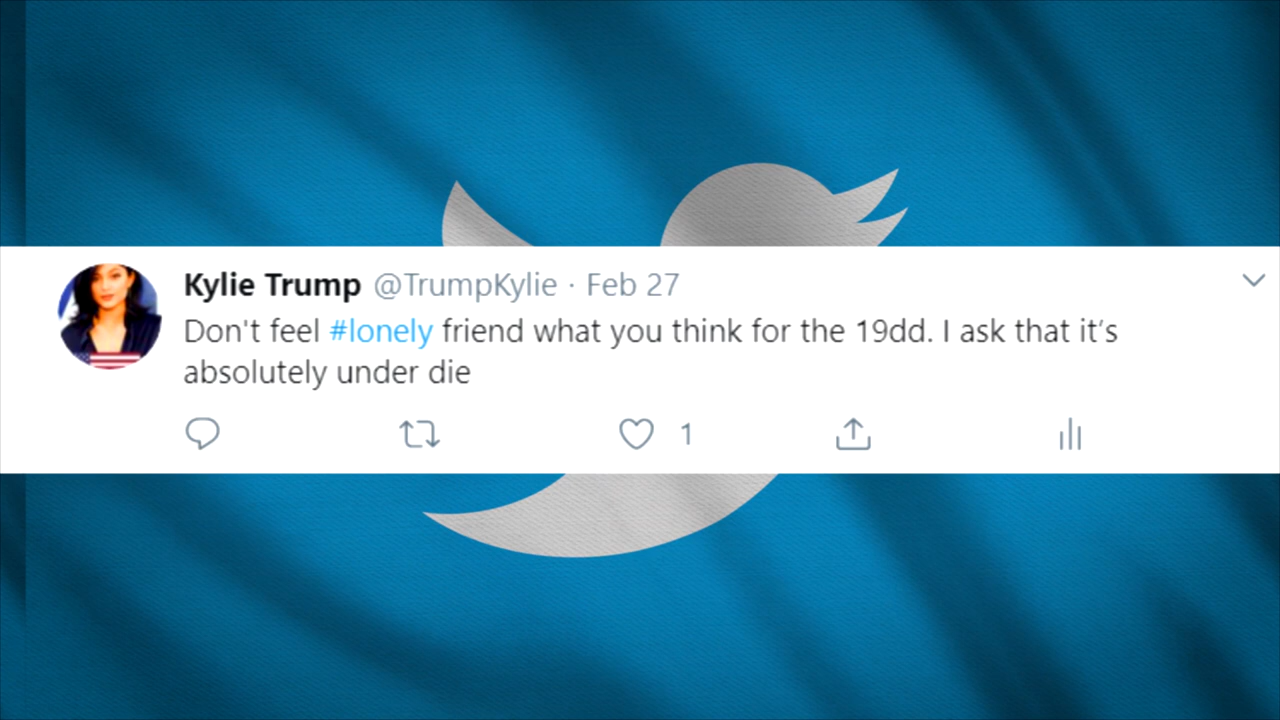 Kylie Trump @TrumpKylie · Feb 27
Don't feel #lonely friend what you think for the 19dd. I ask that it’s
absolutely under die
1